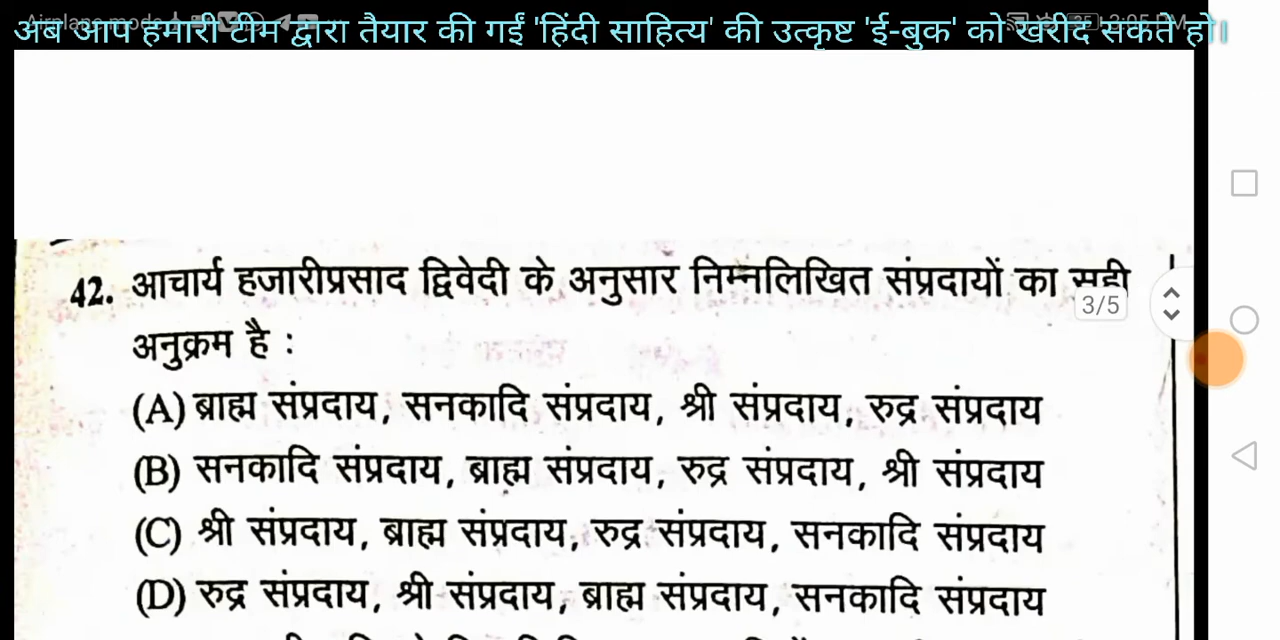 अब आप हमारी टीम द्वारा तैयार की गई 'हिंदी साहित्य' की उत्कृष्ट 'ई-बुक' को खरीद सकते हो।
42. आचार्य हजारीप्रसाद द्विवेदी के अनुसार निम्नलिखित संप्रदायों का सही
3/5
अनुक्रम है :
(A) ब्राह्म संप्रदाय, सनकादि संप्रदाय, श्री संप्रदाय, रुद्र संप्रदाय
(B) सनकादि संप्रदाय, ब्राह्म संप्रदाय, रुद्र संप्रदाय, श्री संप्रदाय
(C) श्री संप्रदाय, ब्राह्म संप्रदाय, रुद्र संप्रदाय, सनकादि संप्रदाय
(D) रुद्र संप्रदाय, श्री संप्रदाय, ब्राह्म संप्रदाय, सनकादि संप्रदाय